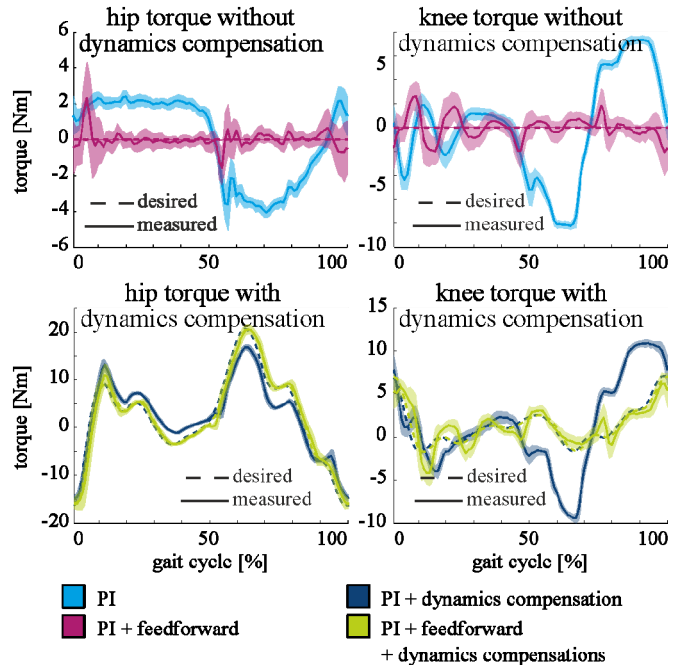 hip torque without
dynamics compensation
knee torque without
dynamics compensation
torque [Nm]
6
4
2
0
-2
-4
-6
desired
measured
0
50
100
10
5
0
-5
-10
desired
measured
0
50
100
hip torque with
dynamics compensation
knee torque with
dynamics compensation
torque [Nm]
20
10
0
-10
-20
desired
measured
0
50
100
gait cycle [%]
15
10
5
0
-5
-10
desired
measured
0
50
100
gait cycle [%]
PI
PI + feedforward
PI + dynamics compensation
PI + feedforward
+ dynamics compensations